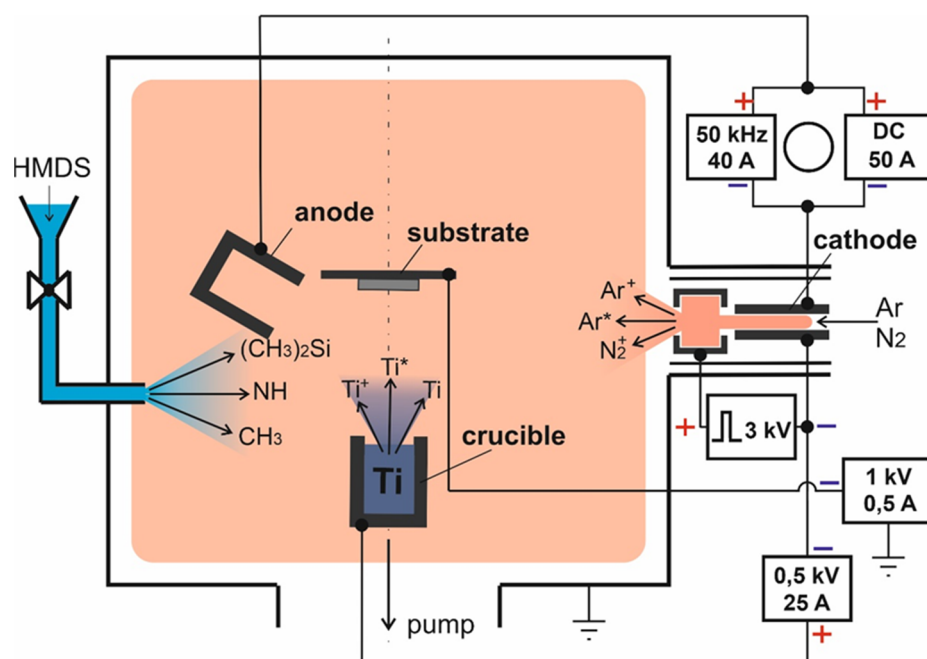 HMDS
anode
substrate
(CH₃)₂Si
NH
CH₃
Ti⁺
Ti*
Ti
crucible
Ti
pump
Ar⁺
Ar*
N₂⁺
cathode
Ar
N₂
+
+
50 kHz
40 A
DC
50 A
−
−
+
3 kV
−
−
1 kV
0,5 A
−
0,5 kV
25 A
+